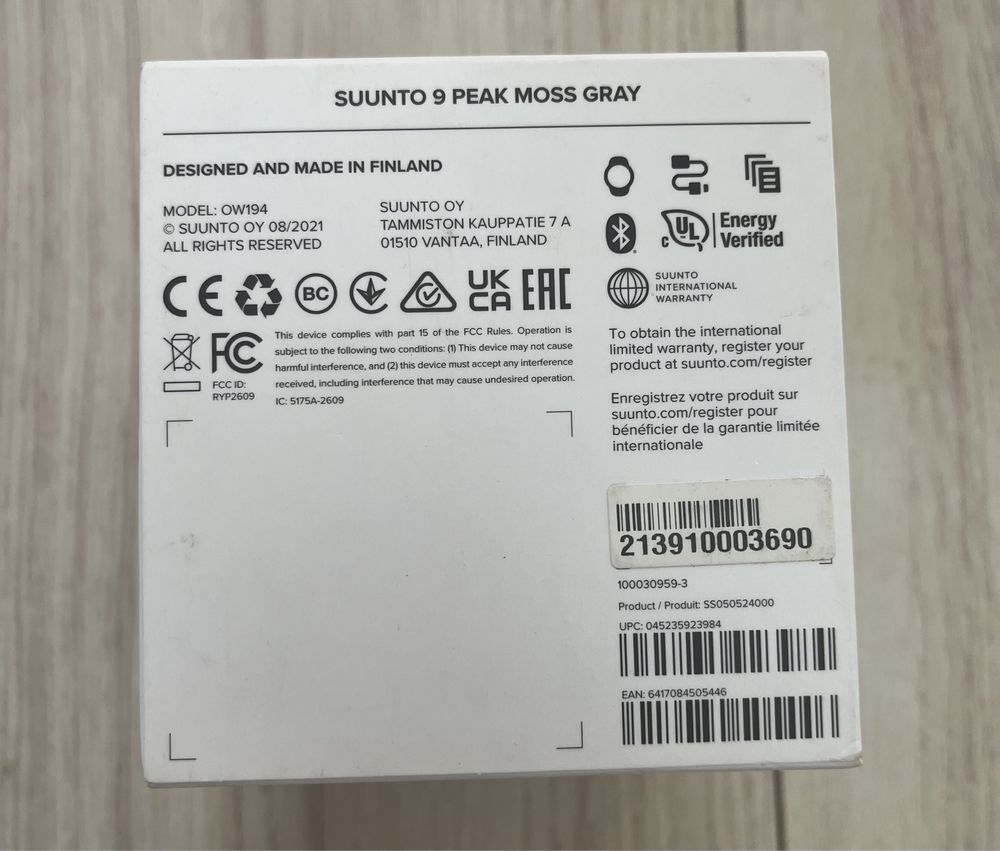 SUUNTO 9 PEAK MOSS GRAY
DESIGNED AND MADE IN FINLAND
MODEL: OW194
© SUUNTO OY 08/2021
ALL RIGHTS RESERVED
SUUNTO OY
TAMMISTON KAUPPATIE 7 A
01510 VANTAA, FINLAND
CE
BC
UK
CA
EAC
FC
FCC ID:
RYP2609
This device complies with part 15 of the FCC Rules. Operation is
subject to the following two conditions: (1) This device may not cause
harmful interference, and (2) this device must accept any interference
received, including interference that may cause undesired operation.
IC: 5175A-2609
c UL Energy
Verified
SUUNTO
INTERNATIONAL
WARRANTY
To obtain the international
limited warranty, register your
product at suunto.com/register
Enregistrez votre produit sur
suunto.com/register pour
bénéficier de la garantie limitée
internationale
213910003690
100030959-3
Product / Produit: SS050524000
UPC: 045235923984
EAN: 6417084505446